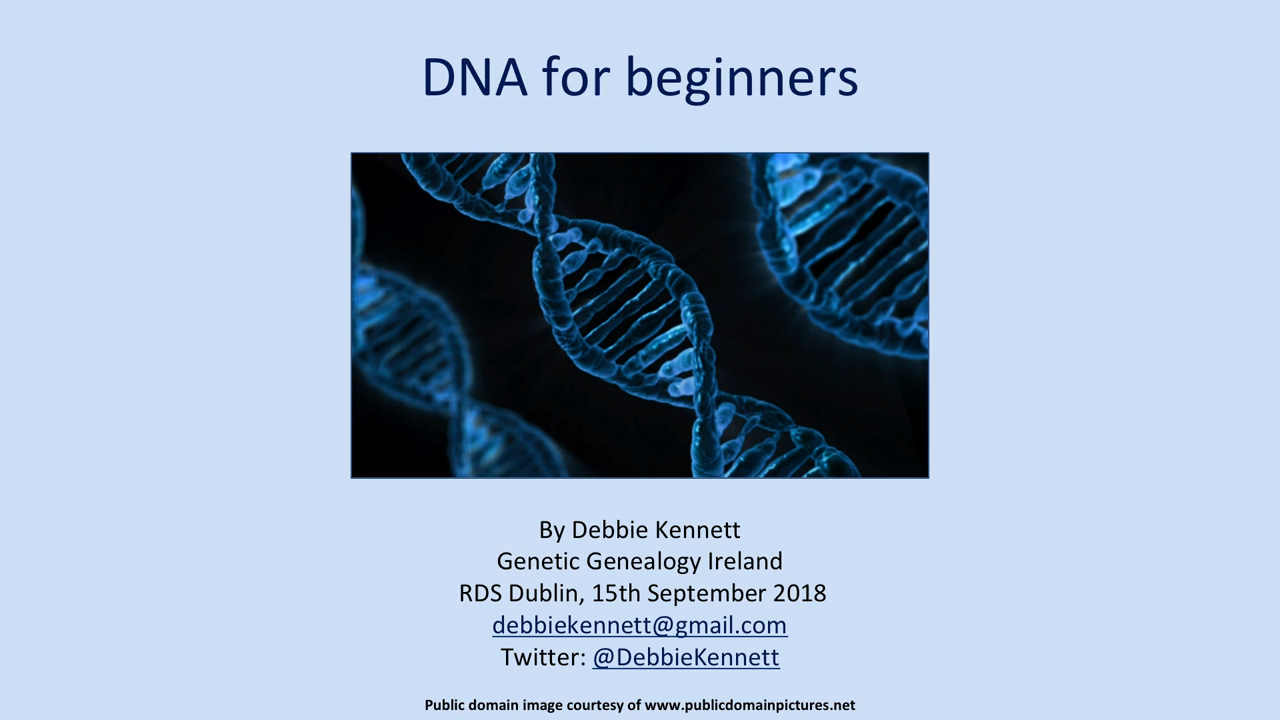 DNA for beginners
By Debbie Kennett
Genetic Genealogy Ireland
RDS Dublin, 15th September 2018
debbiekennett@gmail.com
Twitter: @DebbieKennett
Public domain image courtesy of www.publicdomainpictures.net